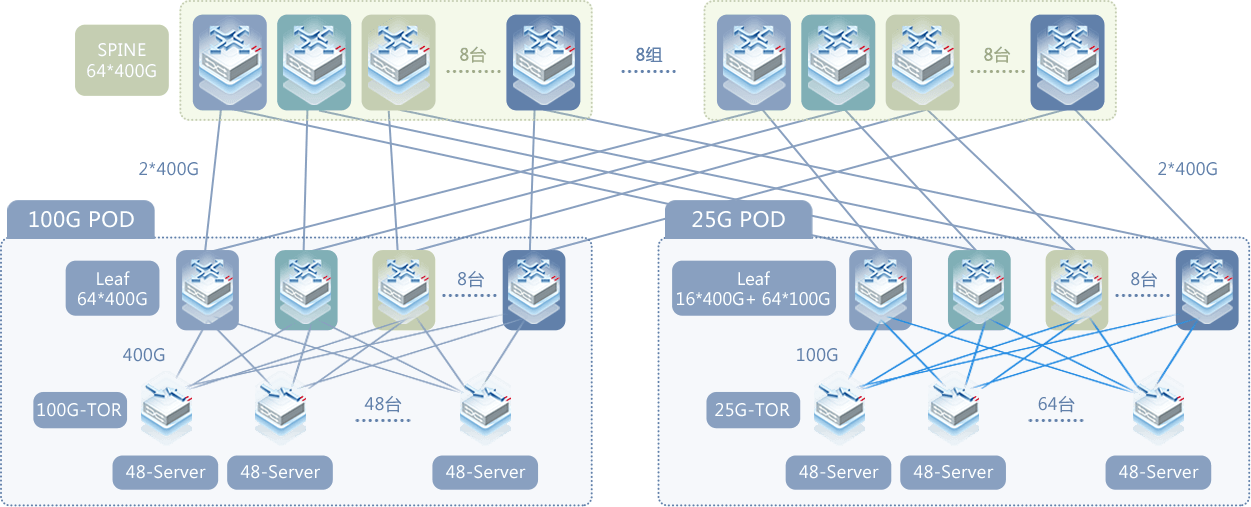 SPINE
64*400G
8台
8组
8台
2*400G
2*400G
100G POD
25G POD
Leaf
64*400G
8台
Leaf
16*400G+ 64*100G
8台
400G
100G
100G-TOR
48台
25G-TOR
64台
48-Server
48-Server
48-Server
48-Server
48-Server
48-Server